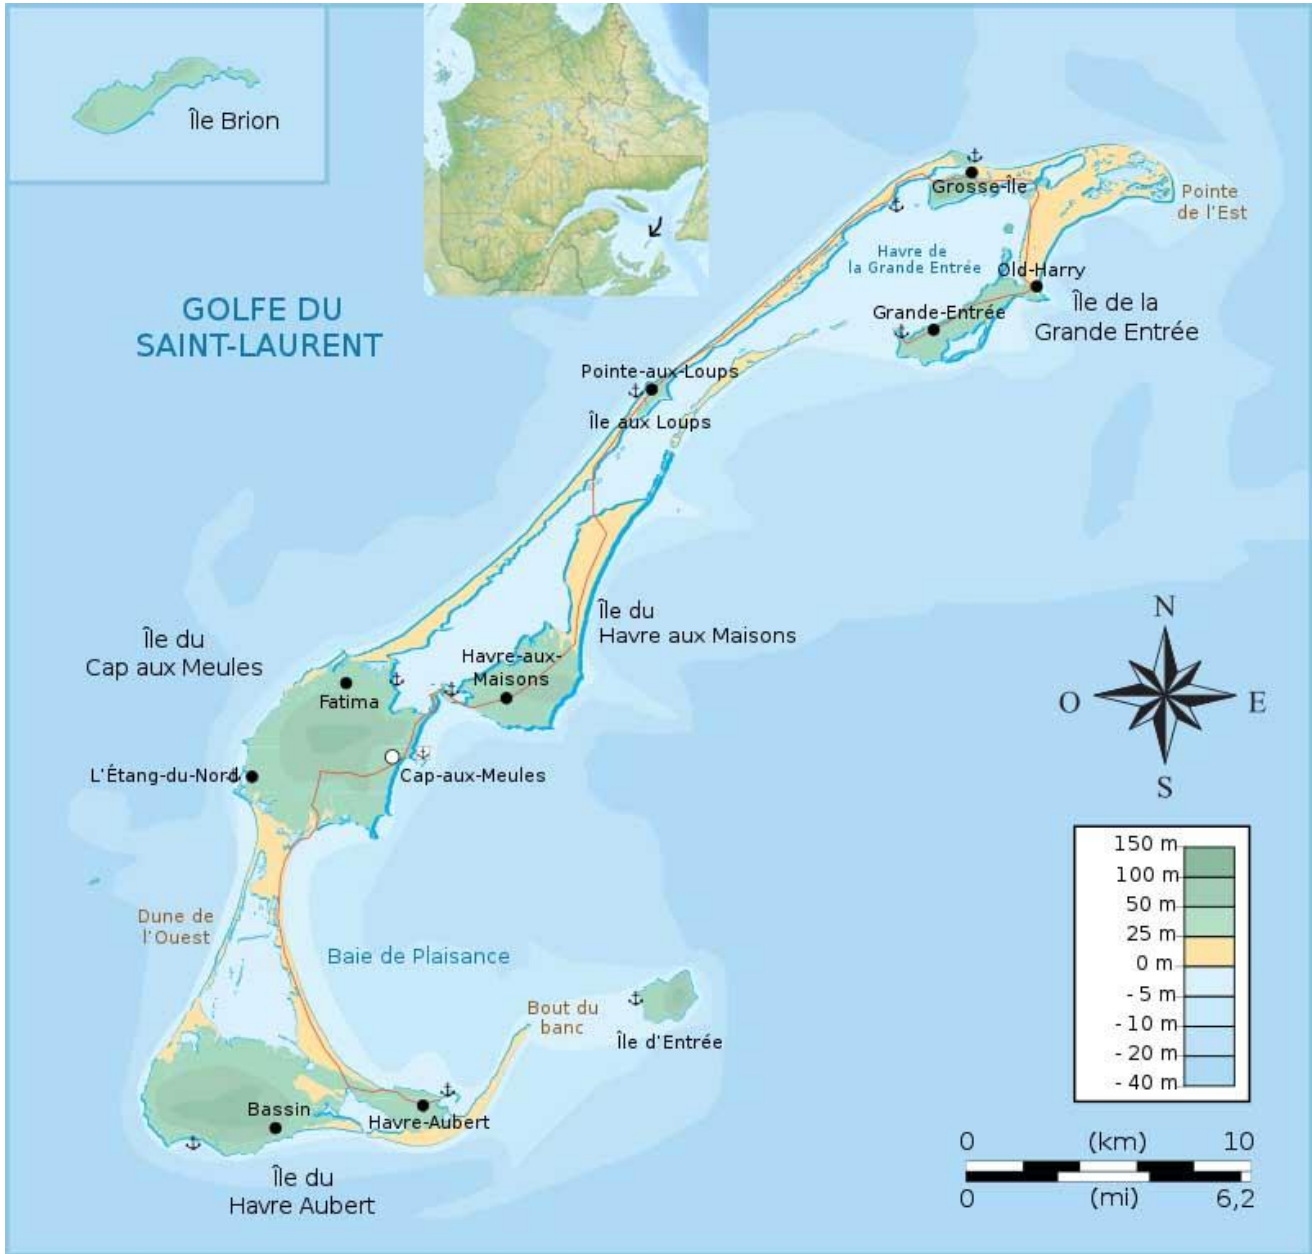 Île Brion
GOLFE DU
SAINT-LAURENT
Grosse-Île
Pointe
de l'Est
Havre de
la Grande Entrée
Old-Harry
Île de la
Grande Entrée
Grande-Entrée
Pointe-aux-Loups
Île aux Loups
Île du
Havre aux Maisons
Île du
Cap aux Meules
Havre-aux-
Maisons
Fatima
L'Étang-du-Nord
Cap-aux-Meules
N
O
E
S
Dune de
l'Ouest
Baie de Plaisance
Bout du
banc
Île d'Entrée
Bassin
Havre-Aubert
Île du
Havre Aubert
150 m
100 m
50 m
25 m
0 m
- 5 m
- 10 m
- 20 m
- 40 m
0 (km) 10
0 (mi) 6,2